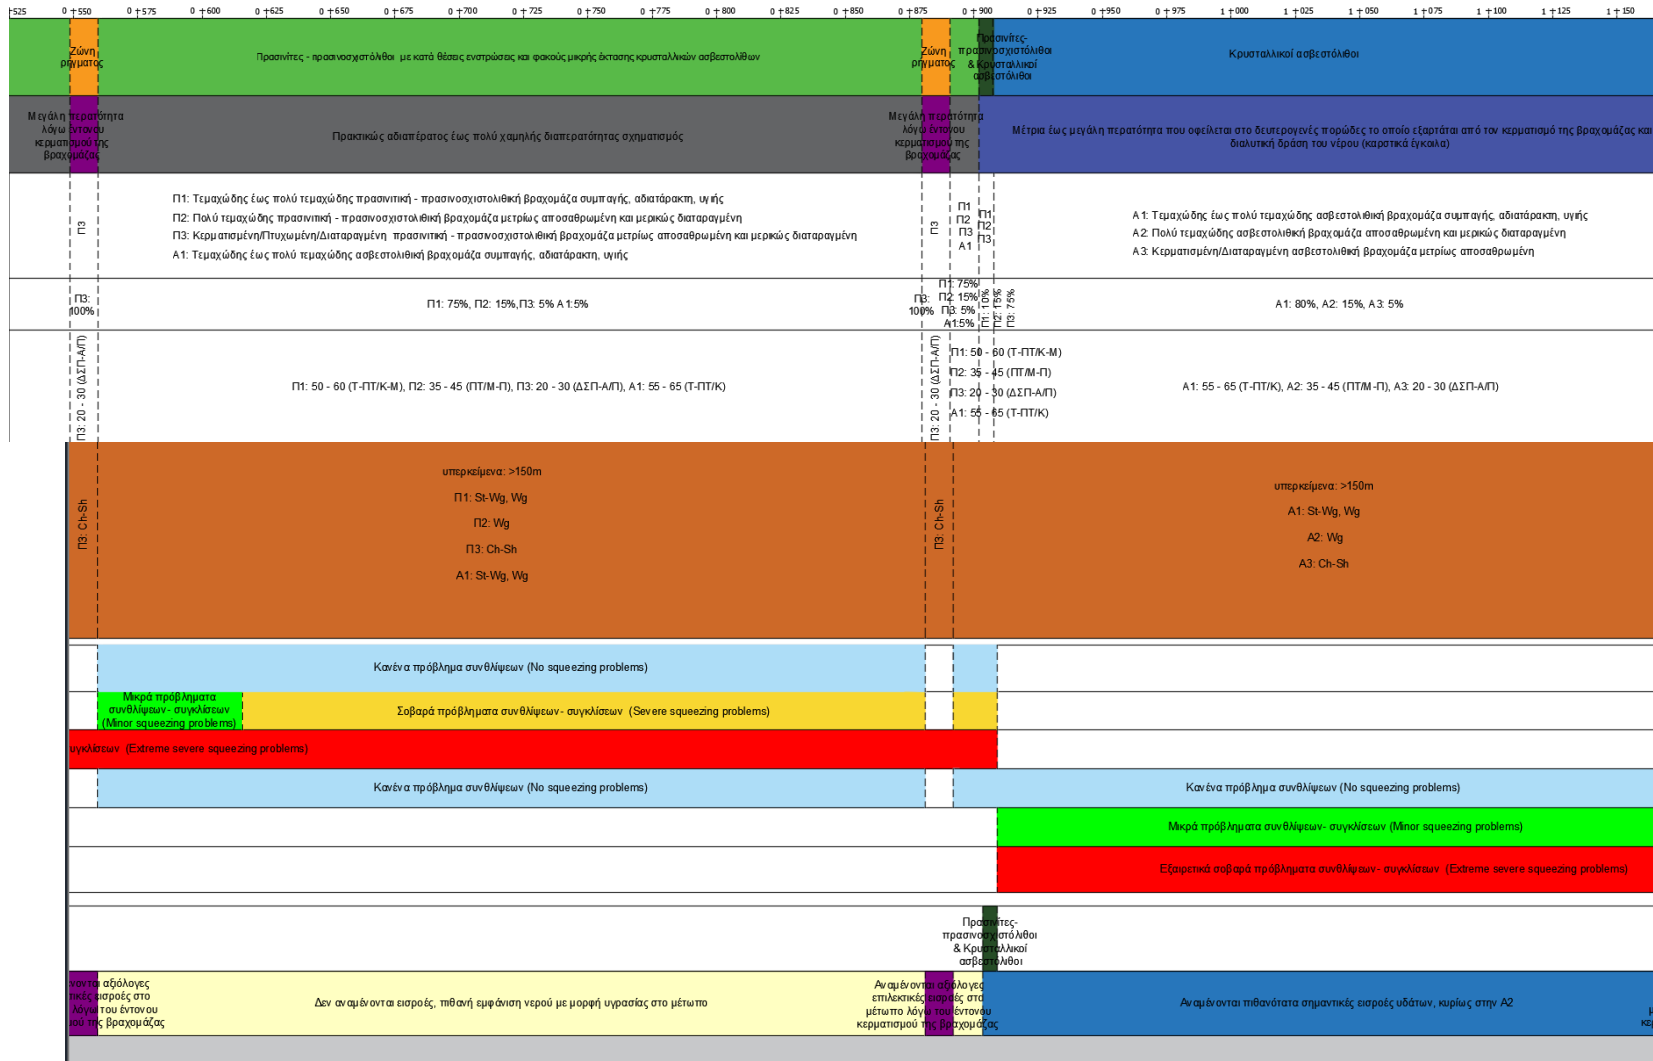 525 0+550 0+575 0+600 0+625 0+650 0+675 0+700 0+725 0+750 0+775 0+800 0+825 0+850 0+875 0+900 0+925 0+950 0+975 1+000 1+025 1+050 1+075 1+100 1+125 1+150
Ζώνη
ρήγματος
Πρασινίτες - πρασινοσχιστόλιθοι με κατά θέσεις ενστρώσεις και φακούς μικρής έκτασης κρυσταλλικών ασβεστολίθων
Ζώνη
ρήγματος
Πρασινίτες-
πρασινοσχιστόλιθοι
& Κρυσταλλικοί
ασβεστόλιθοι
Κρυσταλλικοί ασβεστόλιθοι
Μεγάλη περατότητα
λόγω έντονου
κερματισμού της
βραχομάζας
Πρακτικώς αδιαπέρατος έως πολύ χαμηλής διαπερατότητας σχηματισμός
Μεγάλη περατότητα
λόγω έντονου
κερματισμού της
βραχομάζας
Μέτρια έως μεγάλη περατότητα που οφείλεται στο δευτερογενές πορώδες το οποίο εξαρτάται από τον κερματισμό της βραχομάζας και
διαλυτική δράση του νέρου (καρστικά έγκοιλα)
Π3
Π1: Τεμαχώδης έως πολύ τεμαχώδης πρασινιτική - πρασινοσχιστολιθική βραχομάζα συμπαγής, αδιατάρακτη, υγιής
Π2: Πολύ τεμαχώδης πρασινιτική - πρασινοσχιστολιθική βραχομάζα μετρίως αποσαθρωμένη και μερικώς διαταραγμένη
Π3: Κερματισμένη/Πτυχωμένη/Διαταραγμένη πρασινιτική - πρασινοσχιστολιθική βραχομάζα μετρίως αποσαθρωμένη και μερικώς διαταραγμένη
Α1: Τεμαχώδης έως πολύ τεμαχώδης ασβεστολιθική βραχομάζα συμπαγής, αδιατάρακτη, υγιής
Π3
Π1
Π2
Π3
Α1
Π1
Π2
Π3
Α1: Τεμαχώδης έως πολύ τεμαχώδης ασβεστολιθική βραχομάζα συμπαγής, αδιατάρακτη, υγιής
Α2: Πολύ τεμαχώδης ασβεστολιθική βραχομάζα αποσαθρωμένη και μερικώς διαταραγμένη
Α3: Κερματισμένη/Διαταραγμένη ασβεστολιθική βραχομάζα μετρίως αποσαθρωμένη
Π3:
100%
Π1: 75%, Π2: 15%,Π3: 5% Α1:5%
Π3:
100%
Π1: 75%
Π2: 15%
Π3: 5%
Α1:5%
Π1: 10%
Π2: 15%
Π3: 75%
Α1: 80%, Α2: 15%, Α3: 5%
Π3: 20 - 30 (ΔΣΠ-Α/Π)
Π1: 50 - 60 (Τ-ΠΤ/Κ-Μ), Π2: 35 - 45 (ΠΤ/Μ-Π), Π3: 20 - 30 (ΔΣΠ-Α/Π), Α1: 55 - 65 (Τ-ΠΤ/Κ)
Π3: 20 - 30 (ΔΣΠ-Α/Π)
Π1: 50 - 60 (Τ-ΠΤ/Κ-Μ)
Π2: 35 - 45 (ΠΤ/Μ-Π)
Π3: 20 - 30 (ΔΣΠ-Α/Π)
Α1: 55 - 65 (Τ-ΠΤ/Κ)
Α1: 55 - 65 (Τ-ΠΤ/Κ), Α2: 35 - 45 (ΠΤ/Μ-Π), Α3: 20 - 30 (ΔΣΠ-Α/Π)
Π3: Ch-Sh
υπερκείμενα: >150m
Π1: St-Wg, Wg
Π2: Wg
Π3: Ch-Sh
Α1: St-Wg, Wg
Π3: Ch-Sh
υπερκείμενα: >150m
Α1: St-Wg, Wg
Α2: Wg
Α3: Ch-Sh
Κανένα πρόβλημα συνθλίψεων (No squeezing problems)
Μικρά πρόβληματα
συνθλίψεων- συγκλίσεων
(Minor squeezing problems)
Σοβαρά πρόβληματα συνθλίψεων- συγκλίσεων (Severe squeezing problems)
υγκλίσεων (Extreme severe squeezing problems)
Κανένα πρόβλημα συνθλίψεων (No squeezing problems)
Κανένα πρόβλημα συνθλίψεων (No squeezing problems)
Μικρά πρόβληματα συνθλίψεων- συγκλίσεων (Minor squeezing problems)
Εξαιρετικά σοβαρά πρόβληματα συνθλίψεων- συγκλίσεων (Extreme severe squeezing problems)
Πρασινίτες-
πρασινοσχιστόλιθοι
& Κρυσταλλικοί
ασβεστόλιθοι
νονται αξιόλογες
τικές εισροές στο
λόγω του έντονου
μού της βραχομάζας
Δεν αναμένονται εισροές, πιθανή εμφάνιση νερού με μορφή υγρασίας στο μέτωπο
Αναμένονται αξιόλογες
επιλεκτικές εισροές στο
μέτωπο λόγω του έντονου
κερματισμού της βραχομάζας
Αναμένονται πιθανότατα σημαντικές εισροές υδάτων, κυρίως στην Α2